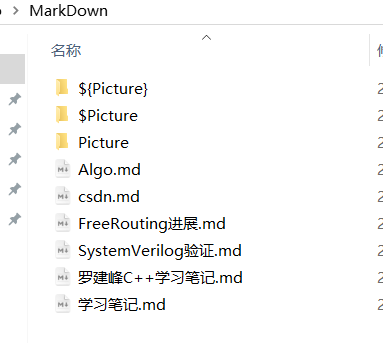 MarkDown
名称
${Picture}
$Picture
Picture
Algo.md
csdn.md
FreeRouting进展.md
SystemVerilog验证.md
罗建峰C++学习笔记.md
学习笔记.md